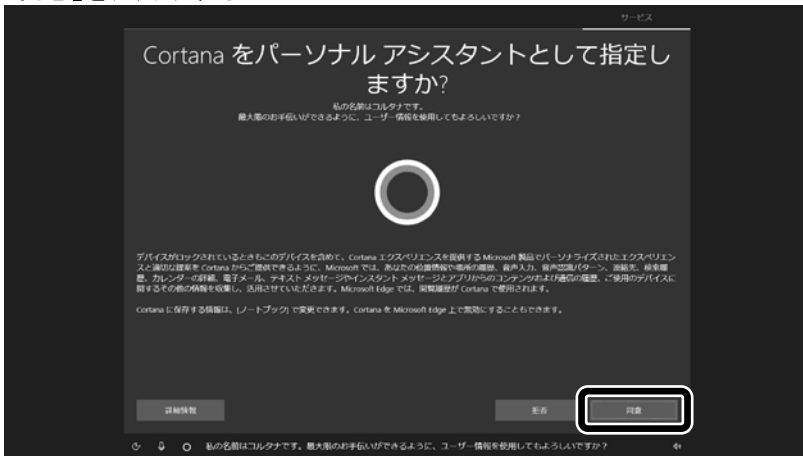 サービス
Cortana をパーソナル アシスタントとして指定し
ますか?
私の名前はコルタナです。
最大限のお手伝いができるように、ユーザー情報を使用してもよろしいですか?
デバイスがロックされているときもこのデバイスを含めて、Cortana エクスペリエンスを提供する Microsoft 製品でパーソナライズされたエクスペリエン
スと適切な提案を Cortana からご提供できるように、Microsoft では、あなたの位置情報や場所の履歴、音声入力、音声認識パターン、連絡先、検索履
歴、カレンダーの詳細、電子メール、テキスト メッセージやインスタント メッセージとアプリからのコンテンツおよび通信の履歴、ご使用のデバイスに
関するその他の情報を収集し、活用させていただきます。Microsoft Edge では、閲覧履歴が Cortana で使用されます。
Cortana に保存する情報は、[ノートブック] で変更できます。Cortana を Microsoft Edge 上で無効にすることもできます。
詳細情報
拒否
同意
私の名前はコルタナです。最大限のお手伝いができるように、ユーザー情報を使用してもよろしいですか?